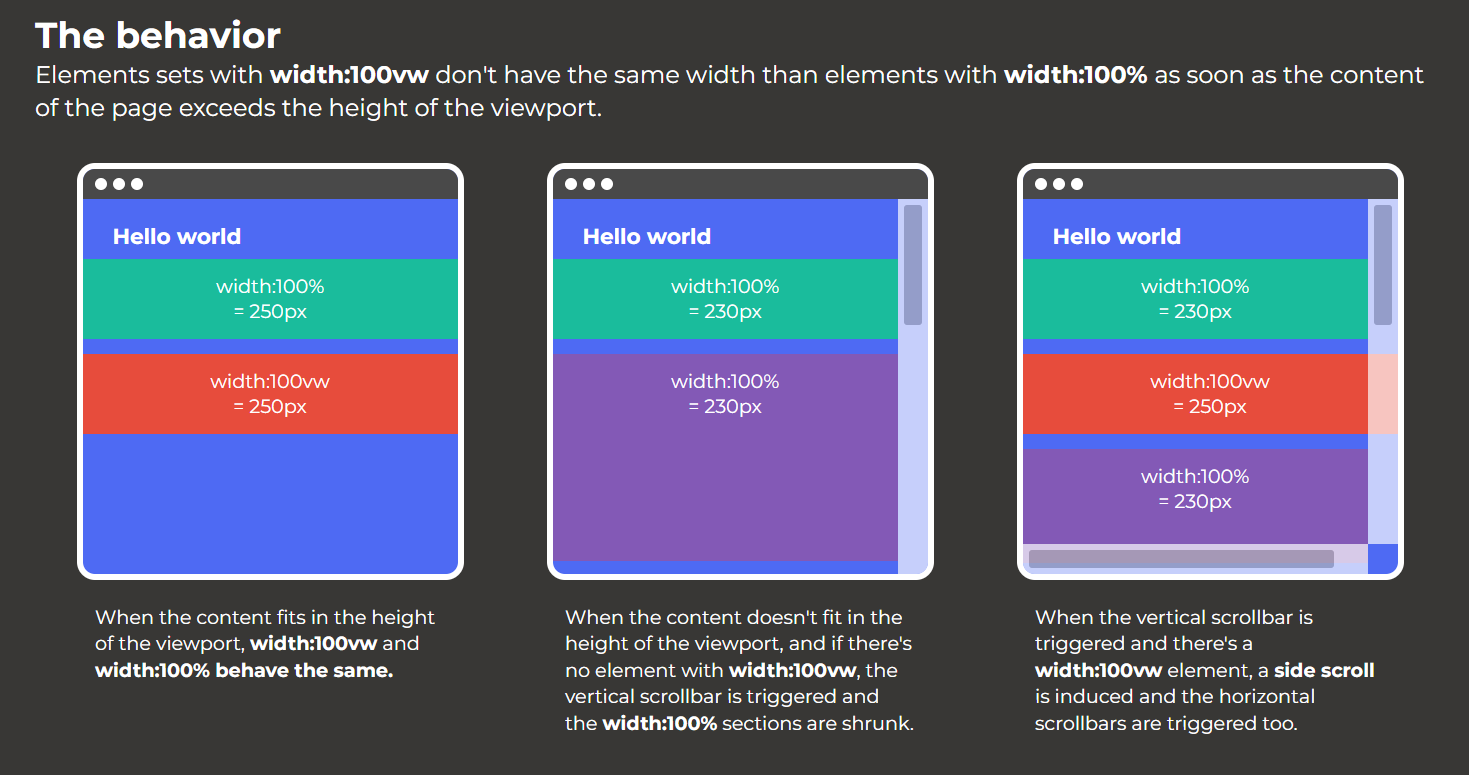 The behavior
Elements sets with width:100vw don't have the same width than elements with width:100% as soon as the content
of the page exceeds the height of the viewport.
Hello world
width:100%
= 250px
width:100vw
= 250px
When the content fits in the height
of the viewport, width:100vw and
width:100% behave the same.
Hello world
width:100%
= 230px
width:100%
= 230px
When the content doesn't fit in the
height of the viewport, and if there's
no element with width:100vw, the
vertical scrollbar is triggered and
the width:100% sections are shrunk.
Hello world
width:100%
= 230px
width:100vw
= 250px
width:100%
= 230px
When the vertical scrollbar is
triggered and there's a
width:100vw element, a side scroll
is induced and the horizontal
scrollbars are triggered too.